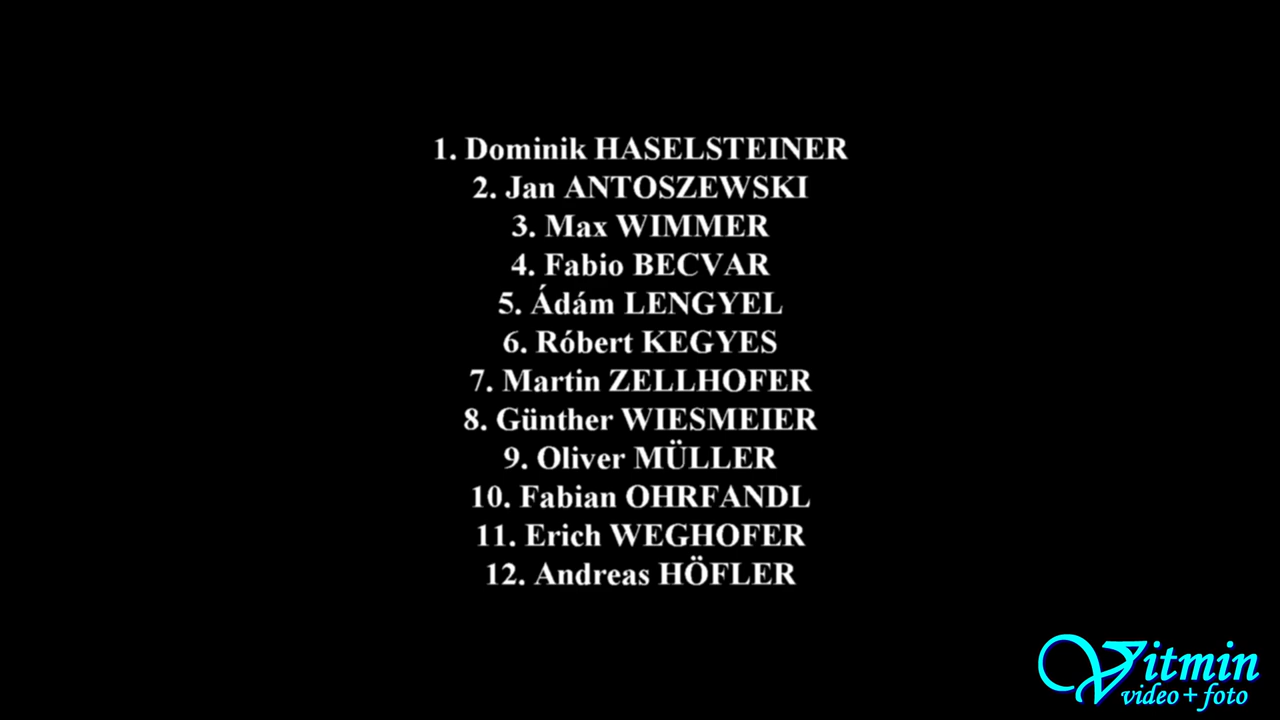 1. Dominik HASELSTEINER
2. Jan ANTOSZEWSKI
3. Max WIMMER
4. Fabio BECVAR
5. Ádám LENGYEL
6. Róbert KEGYES
7. Martin ZELLHOFER
8. Günther WIESMEIER
9. Oliver MÜLLER
10. Fabian OHRFANDL
11. Erich WEGHOFER
12. Andreas HÖFLER
Vitmin
video + foto